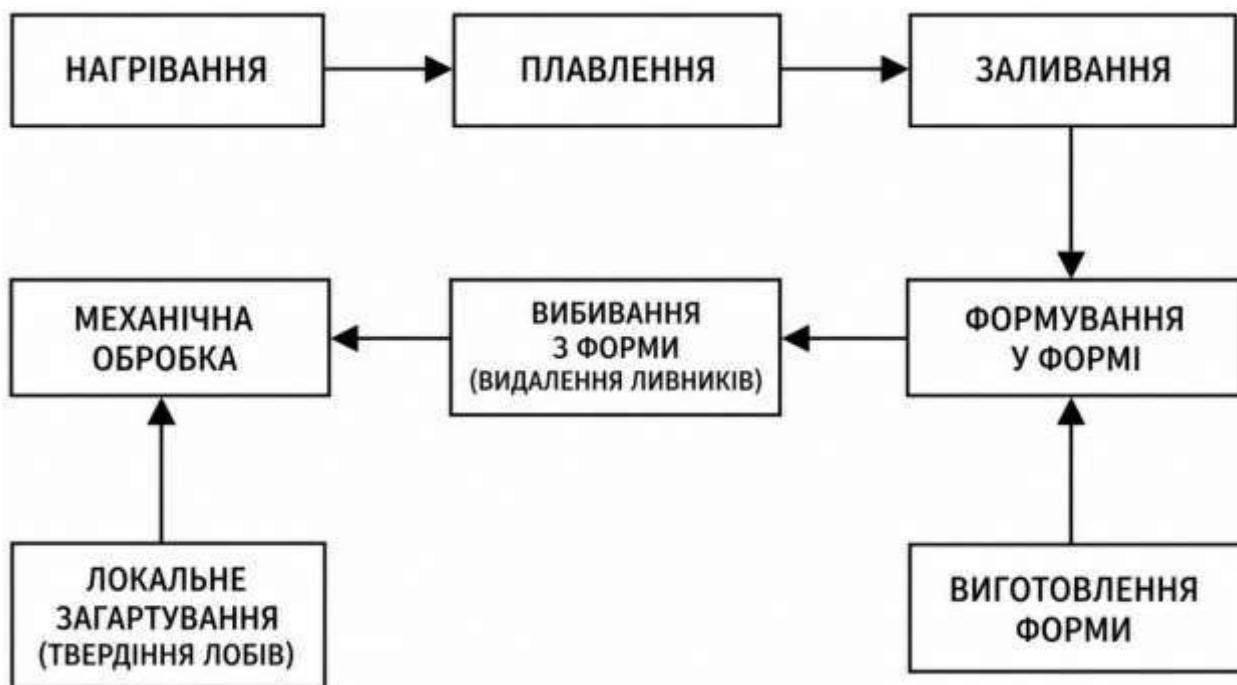 НАГРІВАННЯ
ПЛАВЛЕННЯ
ЗАЛИВАННЯ
МЕХАНІЧНА
ОБРОБКА
ВИБИВАННЯ
З ФОРМИ
(ВИДАЛЕННЯ ЛИВНИКІВ)
ФОРМУВАННЯ
У ФОРМІ
ЛОКАЛЬНЕ
ЗАГАРТУВАННЯ
(ТВЕРДІННЯ ЛОБІВ)
ВИГОТОВЛЕННЯ
ФОРМИ